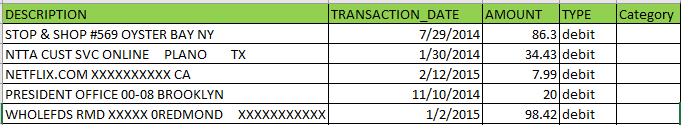 DESCRIPTION TRANSACTION_DATE AMOUNT TYPE Category
STOP & SHOP #569 OYSTER BAY NY 7/29/2014 86.3 debit
NTTA CUST SVC ONLINE PLANO TX 1/30/2014 34.43 debit
NETFLIX.COM XXXXXXXXXX CA 2/12/2015 7.99 debit
PRESIDENT OFFICE 00-08 BROOKLYN 11/10/2014 20 debit
WHOLEFDS RMD XXXXX 0REDMOND XXXXXXXXXXX 1/2/2015 98.42 debit